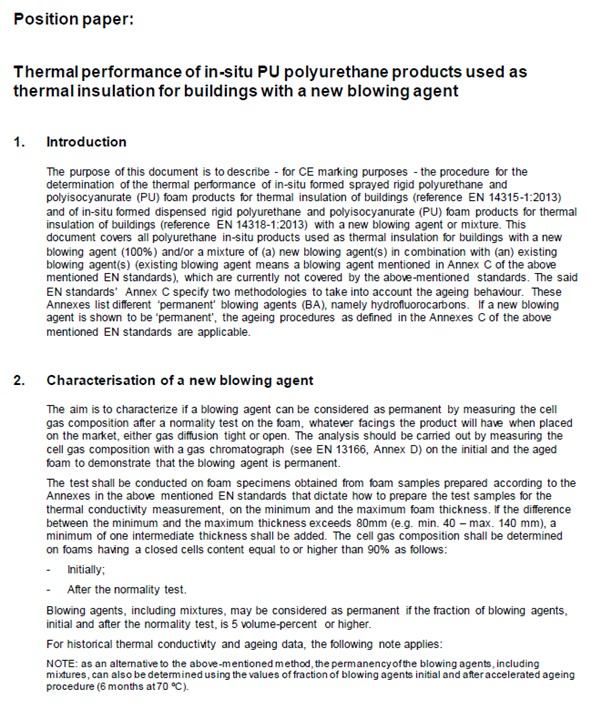 Position paper:
Thermal performance of in-situ PU polyurethane products used as
thermal insulation for buildings with a new blowing agent
1. Introduction
The purpose of this document is to describe - for CE marking purposes - the procedure for the
determination of the thermal performance of in-situ formed sprayed rigid polyurethane and
polyisocyanurate (PU) foam products for thermal insulation of buildings (reference EN 14315-1:2013)
and of in-situ formed dispensed rigid polyurethane and polyisocyanurate (PU) foam products for thermal
insulation of buildings (reference EN 14318-1:2013) with a new blowing agent or mixture. This
document covers all polyurethane in-situ products used as thermal insulation for buildings with a new
blowing agent (100%) and/or a mixture of (a) new blowing agent(s) in combination with (an) existing
blowing agent(s) (existing blowing agent means a blowing agent mentioned in Annex C of the above
mentioned EN standards), which are currently not covered by the above-mentioned standards. The said
EN standards' Annex C specify two methodologies to take into account the ageing behaviour. These
Annexes list different 'permanent' blowing agents (BA), namely hydrofluorocarbons. If a new blowing
agent is shown to be 'permanent', the ageing procedures as defined in the Annexes C of the above
mentioned EN standards are applicable.
2. Characterisation of a new blowing agent
The aim is to characterize if a blowing agent can be considered as permanent by measuring the cell
gas composition after a normality test on the foam, whatever facings the product will have when placed
on the market, either gas diffusion tight or open. The analysis should be carried out by measuring the
cell gas composition with a gas chromatograph (see EN 13166, Annex D) on the initial and the aged
foam to demonstrate that the blowing agent is permanent.
The test shall be conducted on foam specimens obtained from foam samples prepared according to the
Annexes in the above mentioned EN standards that dictate how to prepare the test samples for the
thermal conductivity measurement, on the minimum and the maximum foam thickness. If the difference
between the minimum and the maximum thickness exceeds 80mm (e.g. min. 40 – max. 140 mm), a
minimum of one intermediate thickness shall be added. The cell gas composition shall be determined
on foams having a closed cells content equal to or higher than 90% as follows:
- Initially;
- After the normality test.
Blowing agents, including mixtures, may be considered as permanent if the fraction of blowing agents,
initial and after the normality test, is 5 volume-percent or higher.
For historical thermal conductivity and ageing data, the following note applies:
NOTE: as an alternative to the above-mentioned method, the permanency of the blowing agents, including
mixtures, can also be determined using the values of fraction of blowing agents initial and after accelerated ageing
procedure (6 months at 70 ºC).